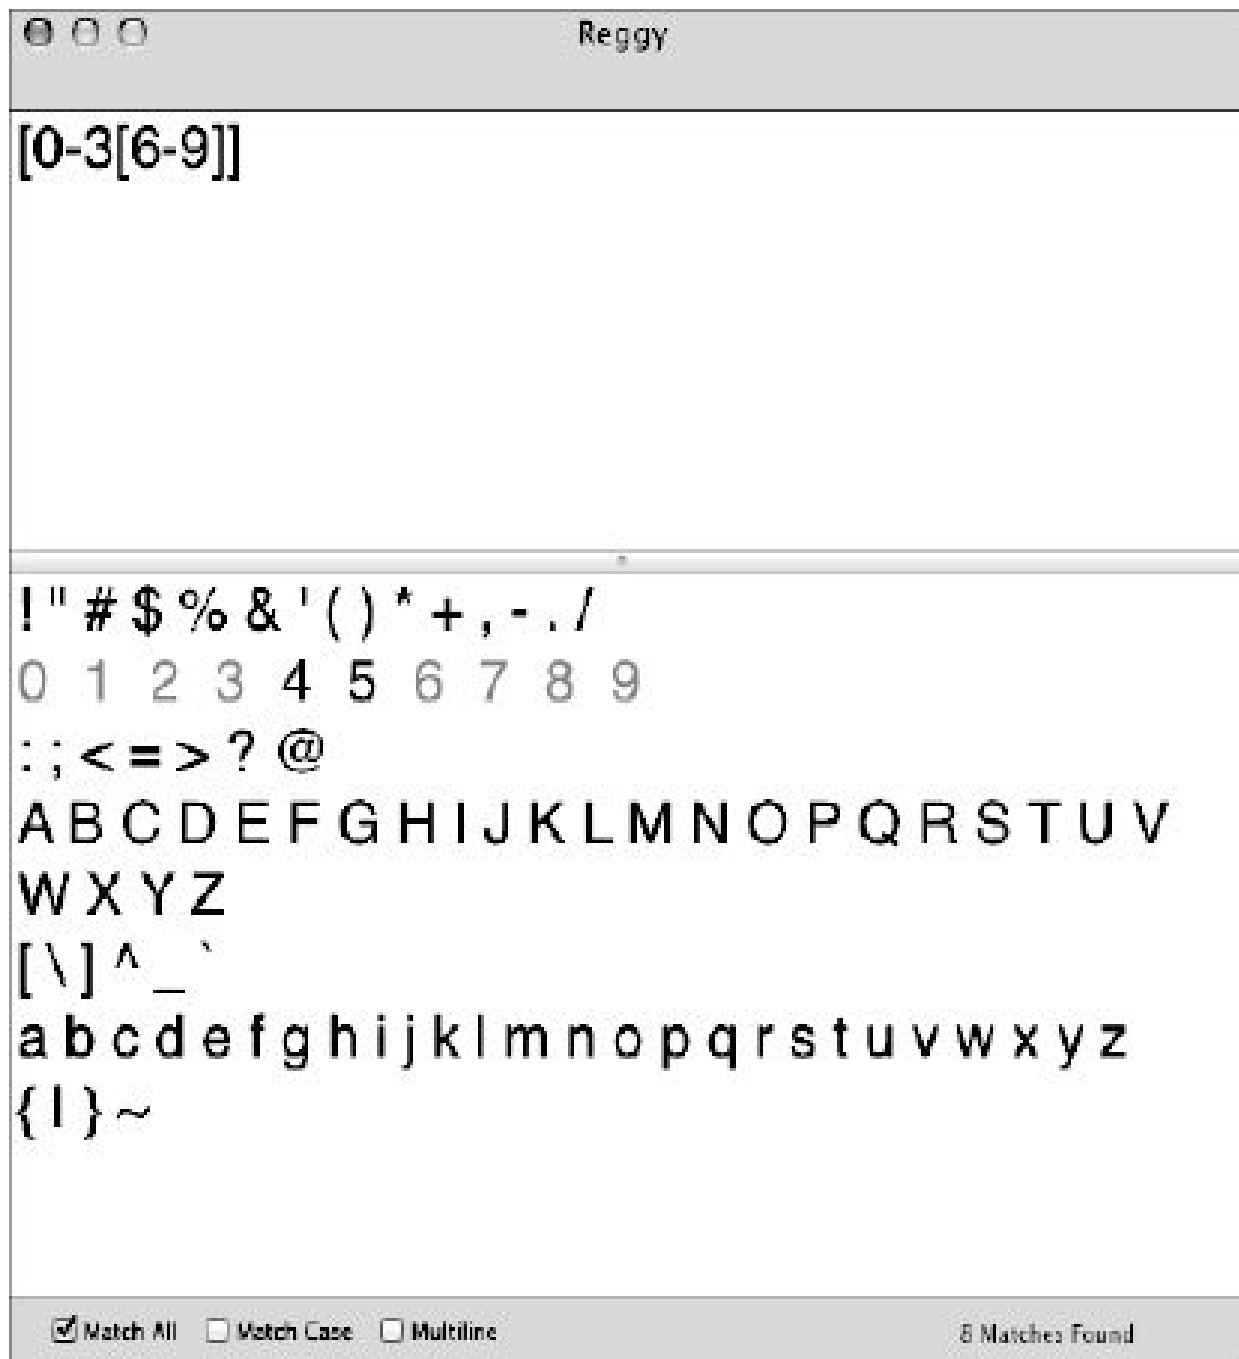 Reggy
[0-3[6-9]]
! " # $ % & ' ( ) * + , - . /
0 1 2 3 4 5 6 7 8 9
: ; < = > ? @
A B C D E F G H I J K L M N O P Q R S T U V
W X Y Z
[ \ ] ^ _ `
a b c d e f g h i j k l m n o p q r s t u v w x y z
{ | } ~
Match All Match Case Multiline 8 Matches Found